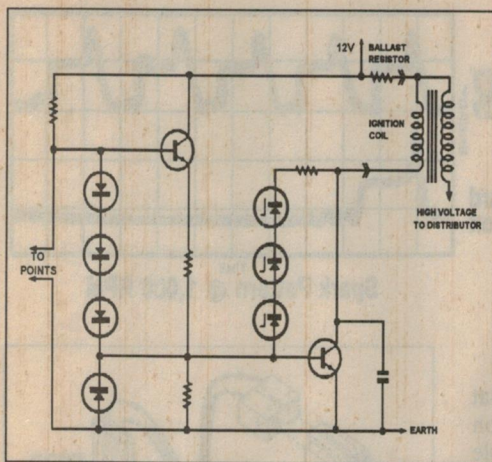 12V
BALLAST
RESISTOR
IGNITION
COIL
HIGH VOLTAGE
TO DISTRIBUTOR
TO
POINTS
EARTH